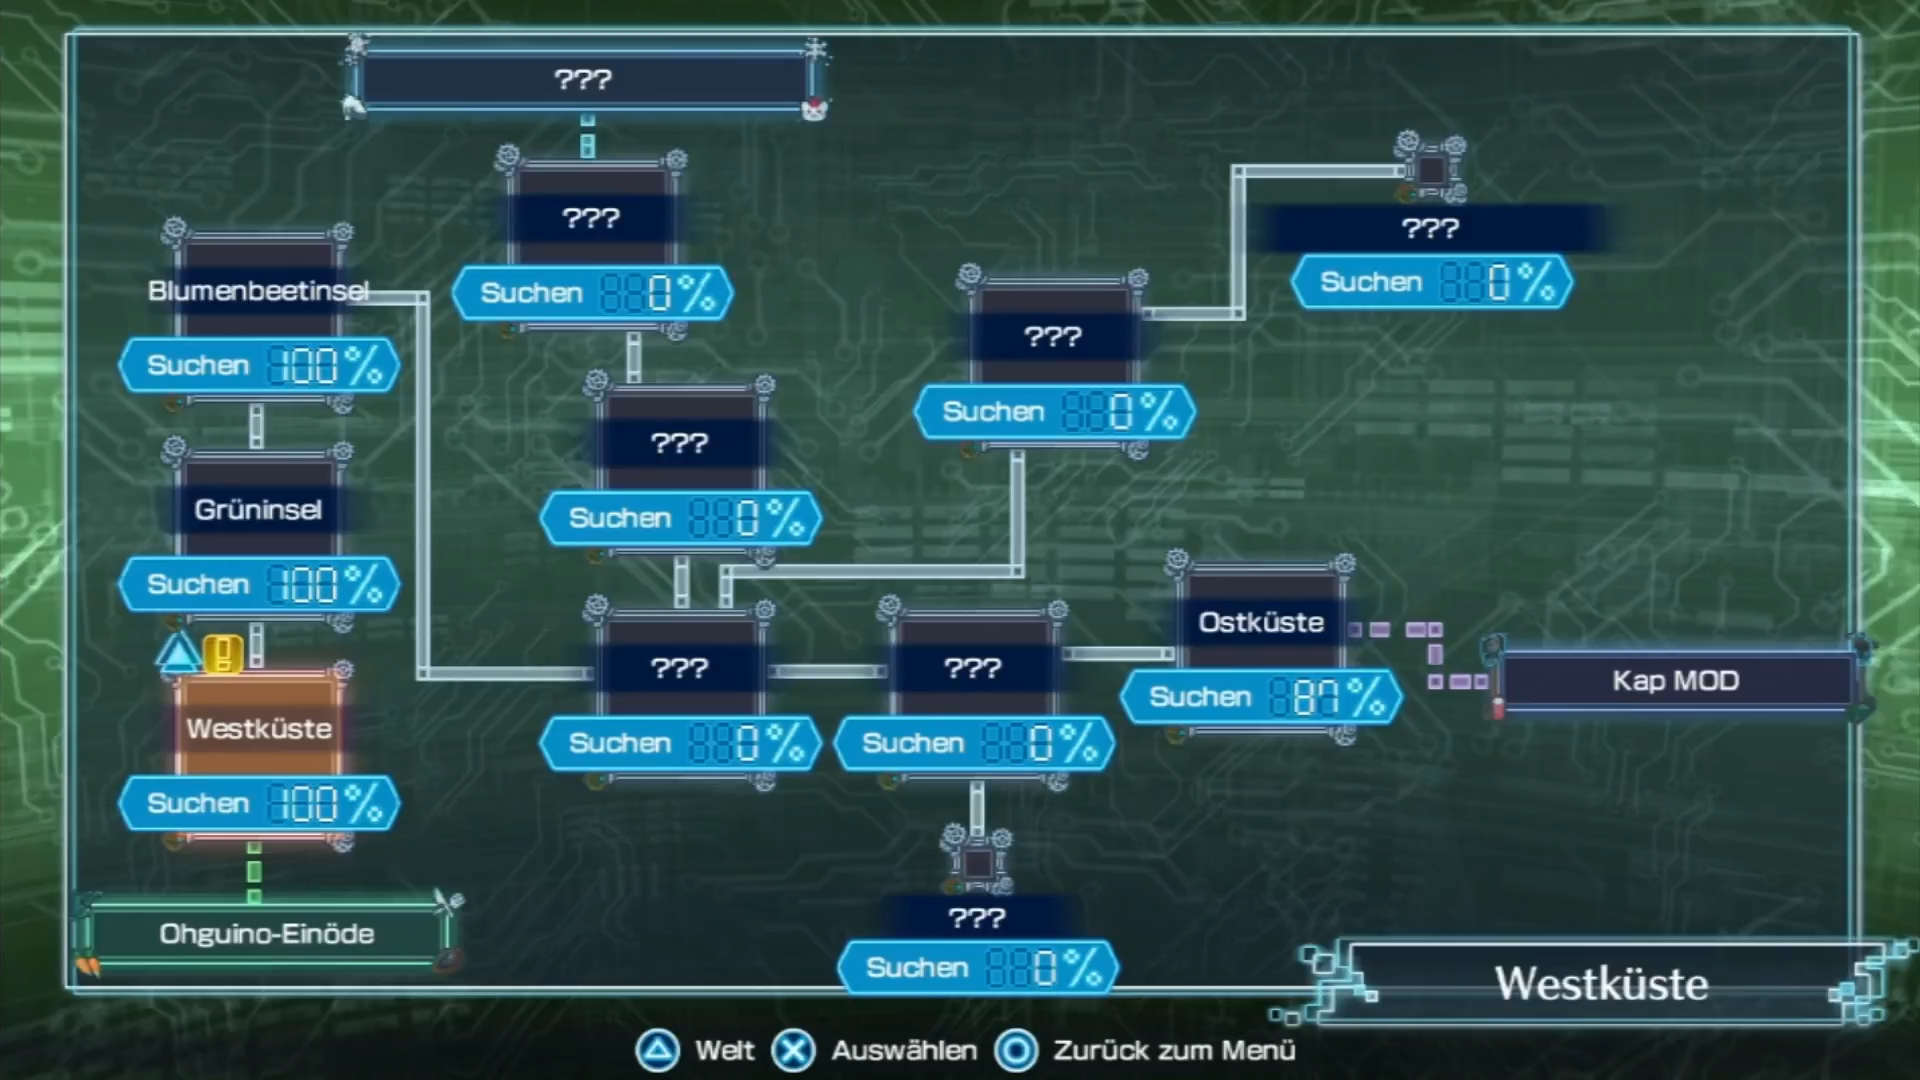 ???
???
Suchen 0%
???
Suchen 0%
Blumenbeetinsel
Suchen 100%
???
Suchen 0%
???
Suchen 0%
Grüninsel
Suchen 100%
Ostküste
Suchen 87%
???
Suchen 0%
???
Suchen 0%
Kap MOD
!
Westküste
Suchen 100%
Ohguino-Einöde
???
Suchen 0%
Westküste
Welt
Auswählen
Zurück zum Menü